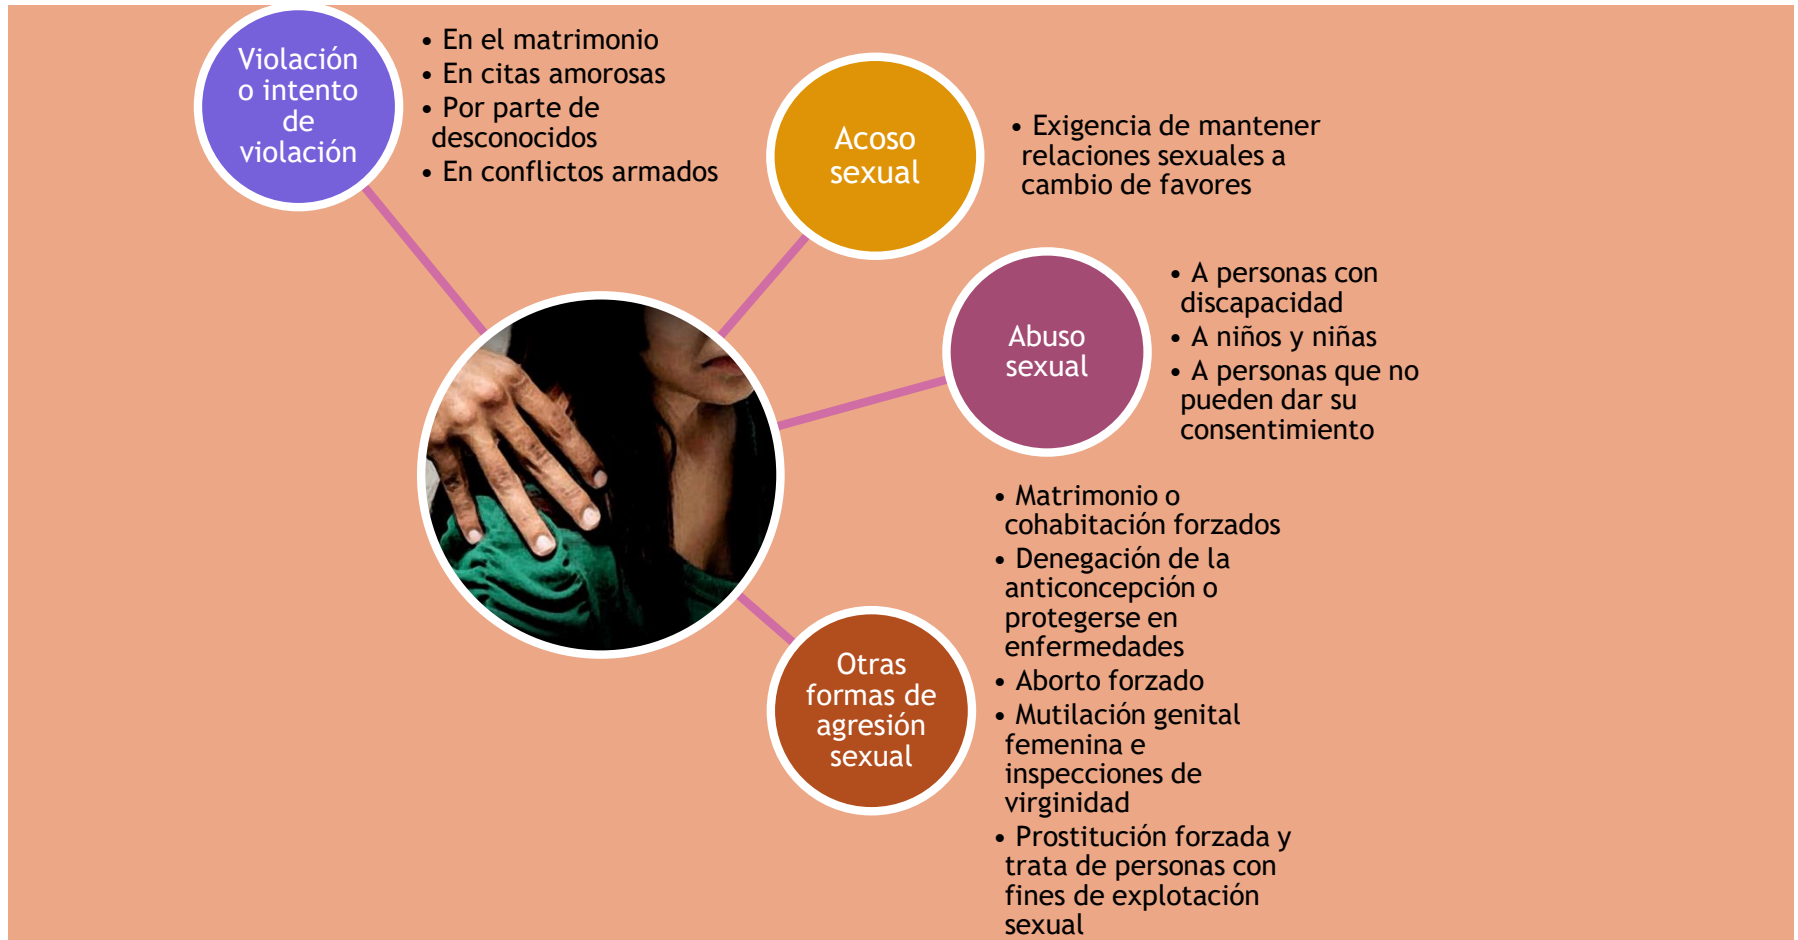 Violación
o intento
de
violación
• En el matrimonio
• En citas amorosas
• Por parte de
desconocidos
• En conflictos armados
Acoso
sexual
• Exigencia de mantener
relaciones sexuales a
cambio de favores
Abuso
sexual
• A personas con
discapacidad
• A niños y niñas
• A personas que no
pueden dar su
consentimiento
Otras
formas de
agresión
sexual
• Matrimonio o
cohabitación forzados
• Denegación de la
anticoncepción o
protegerse en
enfermedades
• Aborto forzado
• Mutilación genital
femenina e
inspecciones de
virginidad
• Prostitución forzada y
trata de personas con
fines de explotación
sexual